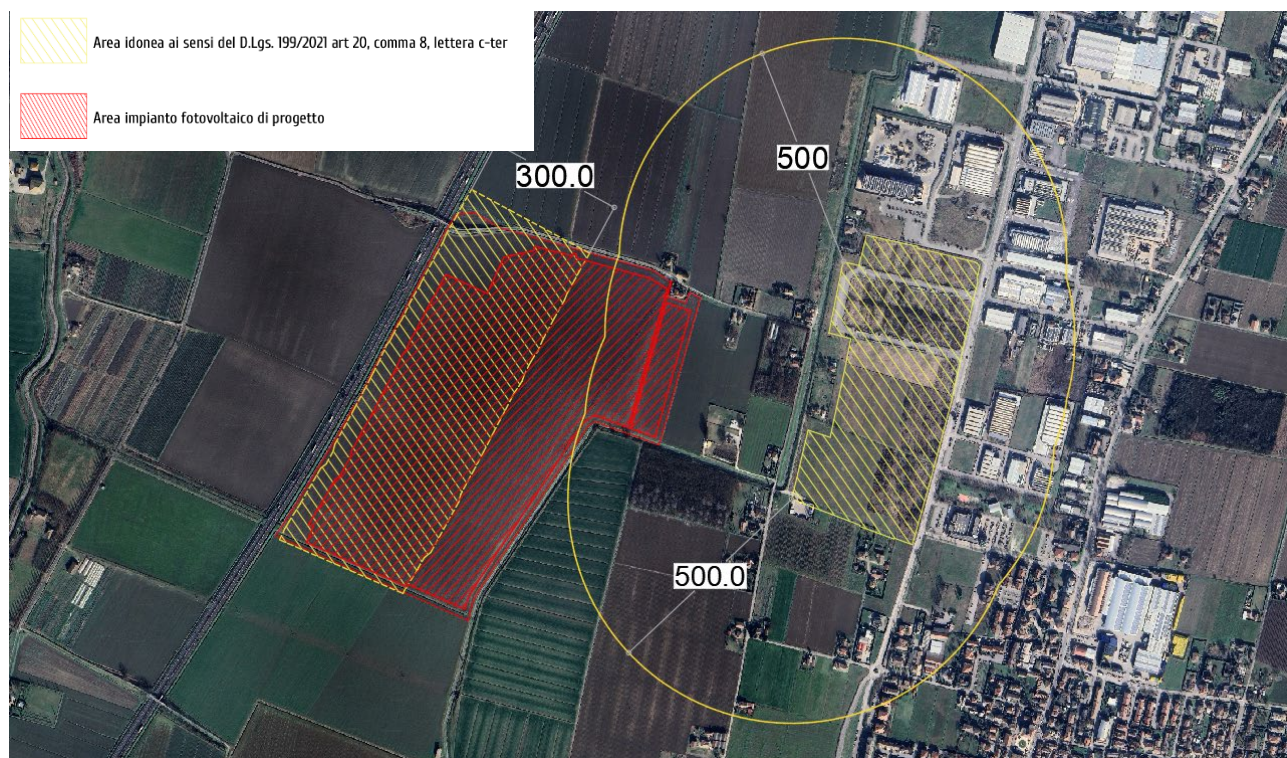 Area idonea ai sensi del D.Lgs. 199/2021 art 20, comma 8, lettera c-ter
Area impianto fotovoltaico di progetto
500
300.0
500.0